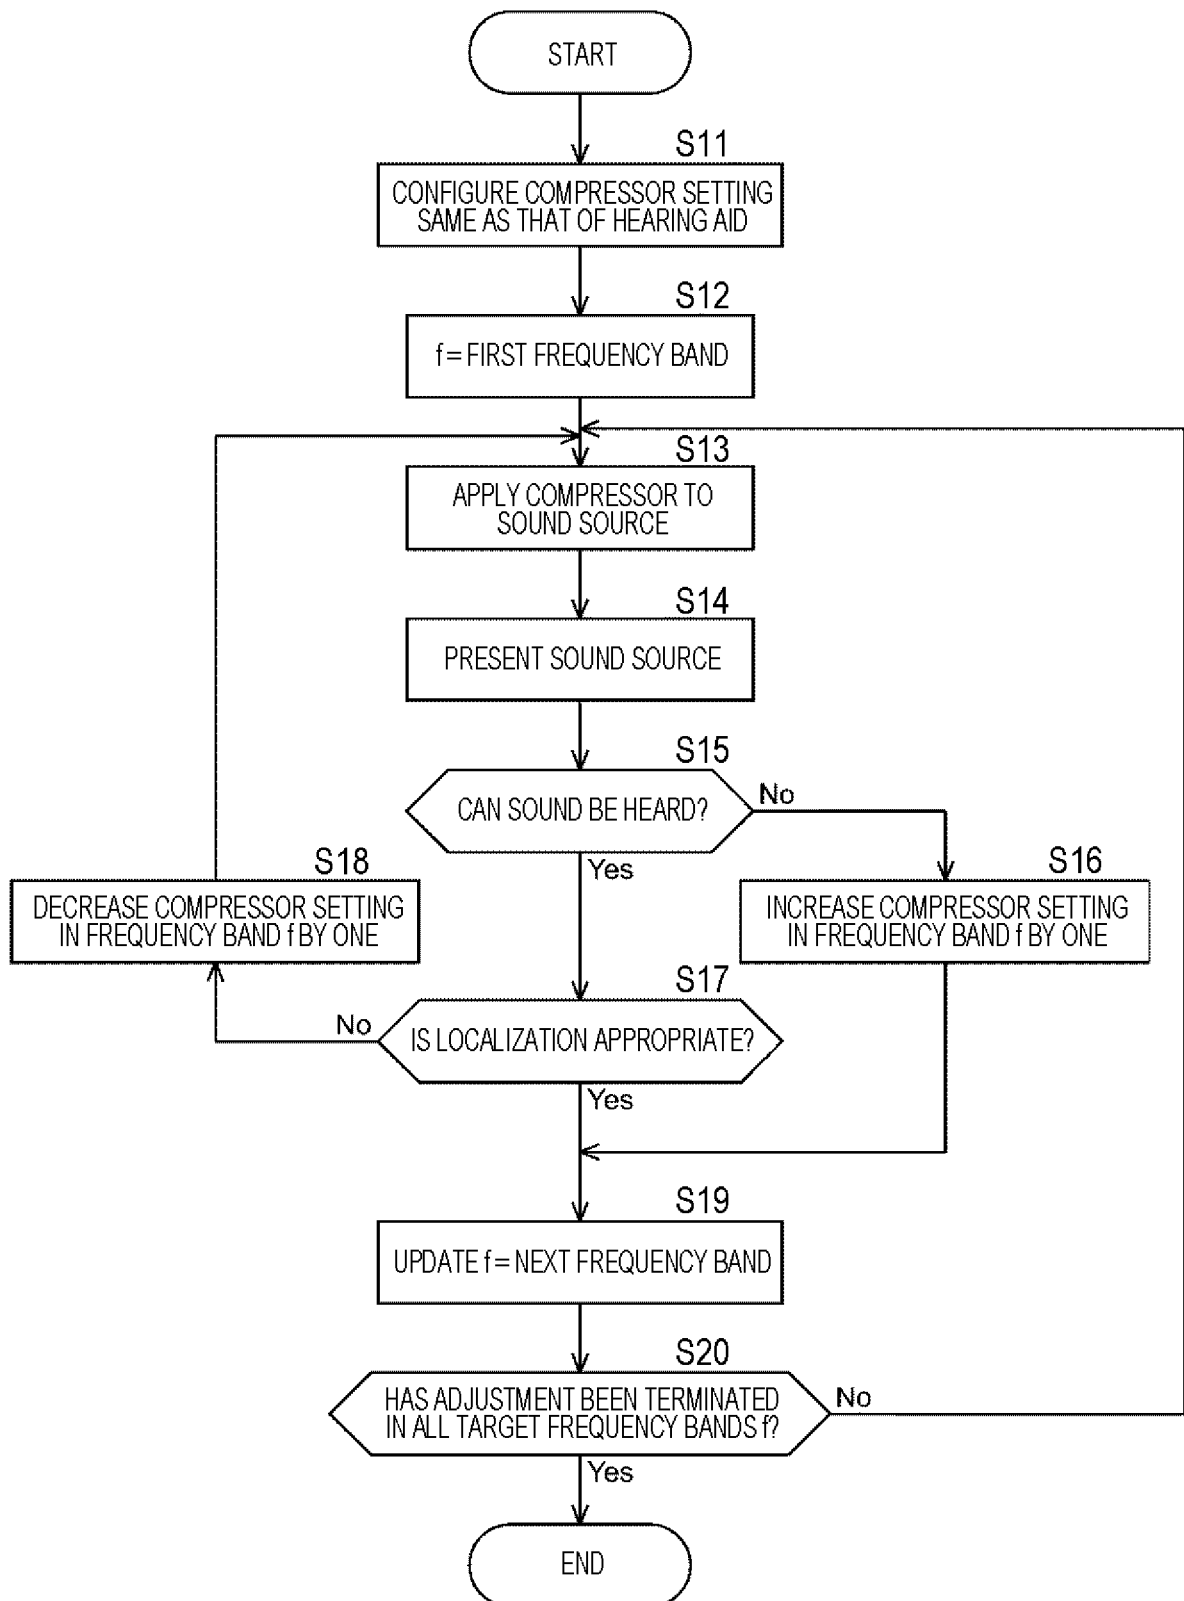 START
S11
CONFIGURE COMPRESSOR SETTING
SAME AS THAT OF HEARING AID
S12
f = FIRST FREQUENCY BAND
S13
APPLY COMPRESSOR TO
SOUND SOURCE
S14
PRESENT SOUND SOURCE
S15
CAN SOUND BE HEARD?
No
Yes
S18
DECREASE COMPRESSOR SETTING
IN FREQUENCY BAND f BY ONE
S16
INCREASE COMPRESSOR SETTING
IN FREQUENCY BAND f BY ONE
S17
No
IS LOCALIZATION APPROPRIATE?
Yes
S19
UPDATE f = NEXT FREQUENCY BAND
S20
HAS ADJUSTMENT BEEN TERMINATED
IN ALL TARGET FREQUENCY BANDS f?
No
Yes
END